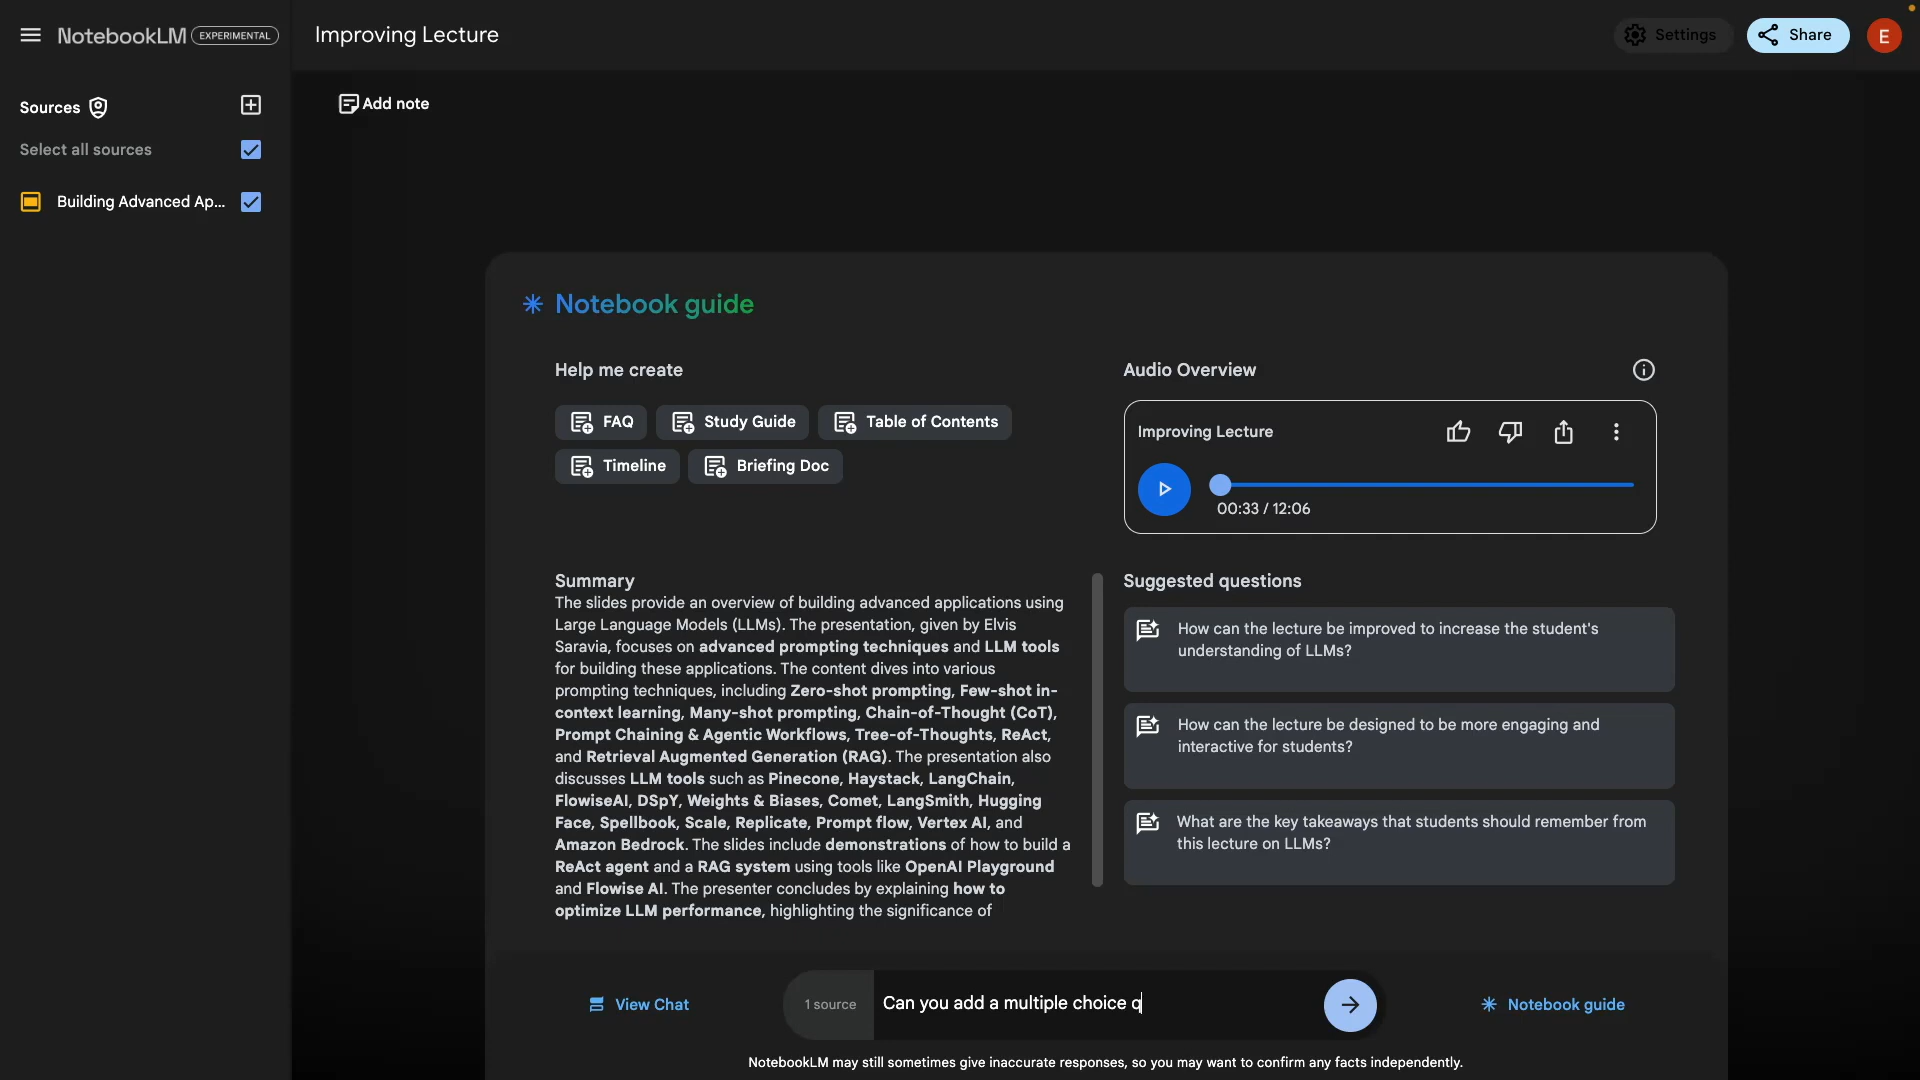 NotebookLM EXPERIMENTAL
Improving Lecture
Settings
Share
E
Sources
Select all sources
Building Advanced Ap...
Add note
Notebook guide
Help me create
FAQ
Study Guide
Table of Contents
Timeline
Briefing Doc
Audio Overview
Improving Lecture
00:33 / 12:06
Summary
The slides provide an overview of building advanced applications using
Large Language Models (LLMs). The presentation, given by Elvis
Saravia, focuses on advanced prompting techniques and LLM tools
for building these applications. The content dives into various
prompting techniques, including Zero-shot prompting, Few-shot in-
context learning, Many-shot prompting, Chain-of-Thought (CoT),
Prompt Chaining & Agentic Workflows, Tree-of-Thoughts, ReAct,
and Retrieval Augmented Generation (RAG). The presentation also
discusses LLM tools such as Pinecone, Haystack, LangChain,
FlowiseAI, DSpY, Weights & Biases, Comet, LangSmith, Hugging
Face, Spellbook, Scale, Replicate, Prompt flow, Vertex AI, and
Amazon Bedrock. The slides include demonstrations of how to build a
ReAct agent and a RAG system using tools like OpenAI Playground
and Flowise AI. The presenter concludes by explaining how to
optimize LLM performance, highlighting the significance of
Suggested questions
How can the lecture be improved to increase the student's
understanding of LLMs?
How can the lecture be designed to be more engaging and
interactive for students?
What are the key takeaways that students should remember from
this lecture on LLMs?
View Chat
1 source
Can you add a multiple choice q
Notebook guide
NotebookLM may still sometimes give inaccurate responses, so you may want to confirm any facts independently.